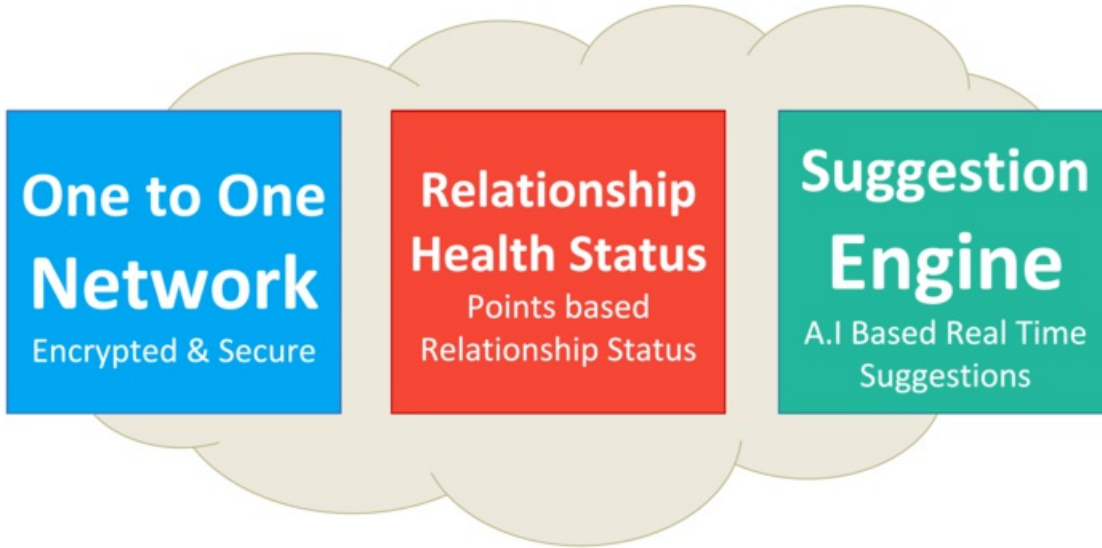 One to One
Network
Encrypted & Secure
Relationship
Health Status
Points based
Relationship Status
Suggestion
Engine
A.I Based Real Time
Suggestions